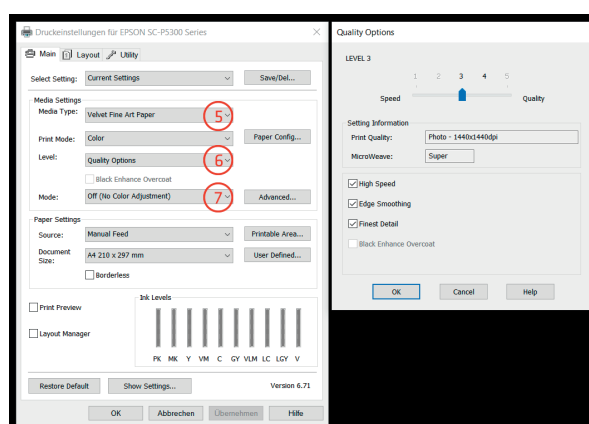 Druckeinstellungen für EPSON SC-P5300 Series
Main Layout Utility
Select Setting: Current Settings Save/Del...
Media Settings
Media Type: Velvet Fine Art Paper 5
Print Mode: Color Paper Config...
Level: Quality Options 6
Black Enhance Overcoat
Mode: Off (No Color Adjustment) 7 Advanced...
Paper Settings
Source: Manual Feed Printable Area...
Document Size: A4 210 x 297 mm User Defined...
Borderless
Print Preview
Layout Manager
Ink Levels
PK MK Y VM C GY VLM LC LGY V
Restore Default Show Settings... Version 6.71
OK Abbrechen Übernehmen Hilfe
Quality Options
LEVEL 3
1 2 3 4 5
Speed Quality
Setting Information
Print Quality: Photo - 1440x1440dpi
MicroWeave: Super
High Speed
Edge Smoothing
Finest Detail
Black Enhance Overcoat
OK Cancel Help